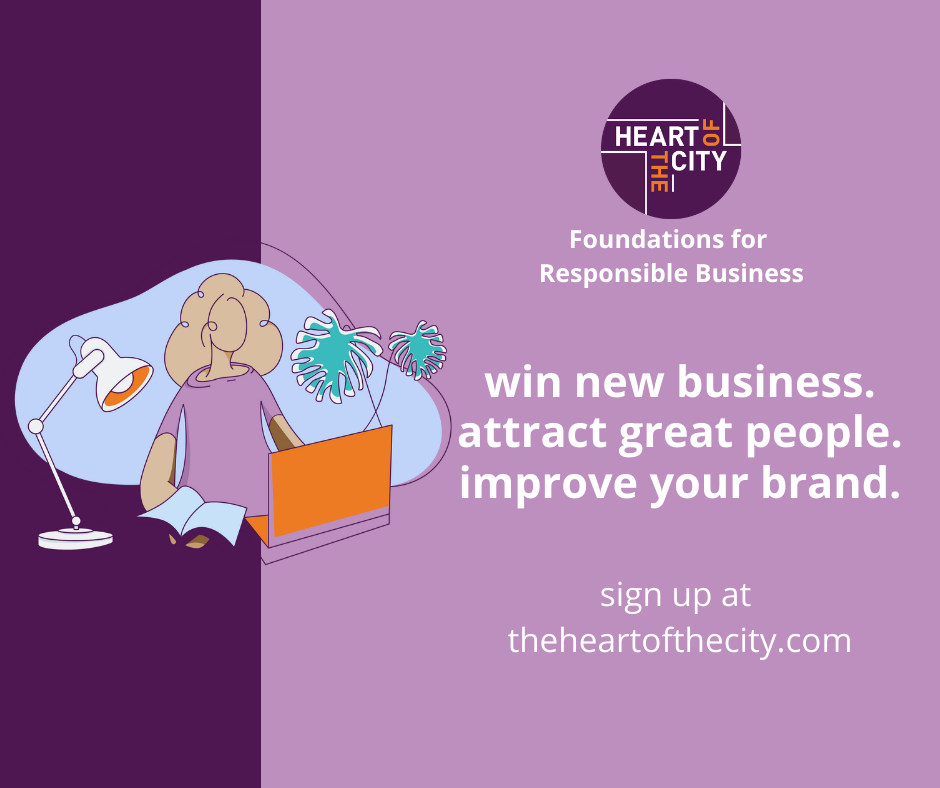 HEART OF
THE CITY
Foundations for
Responsible Business
win new business.
attract great people.
improve your brand.
sign up at
theheartofthecity.com